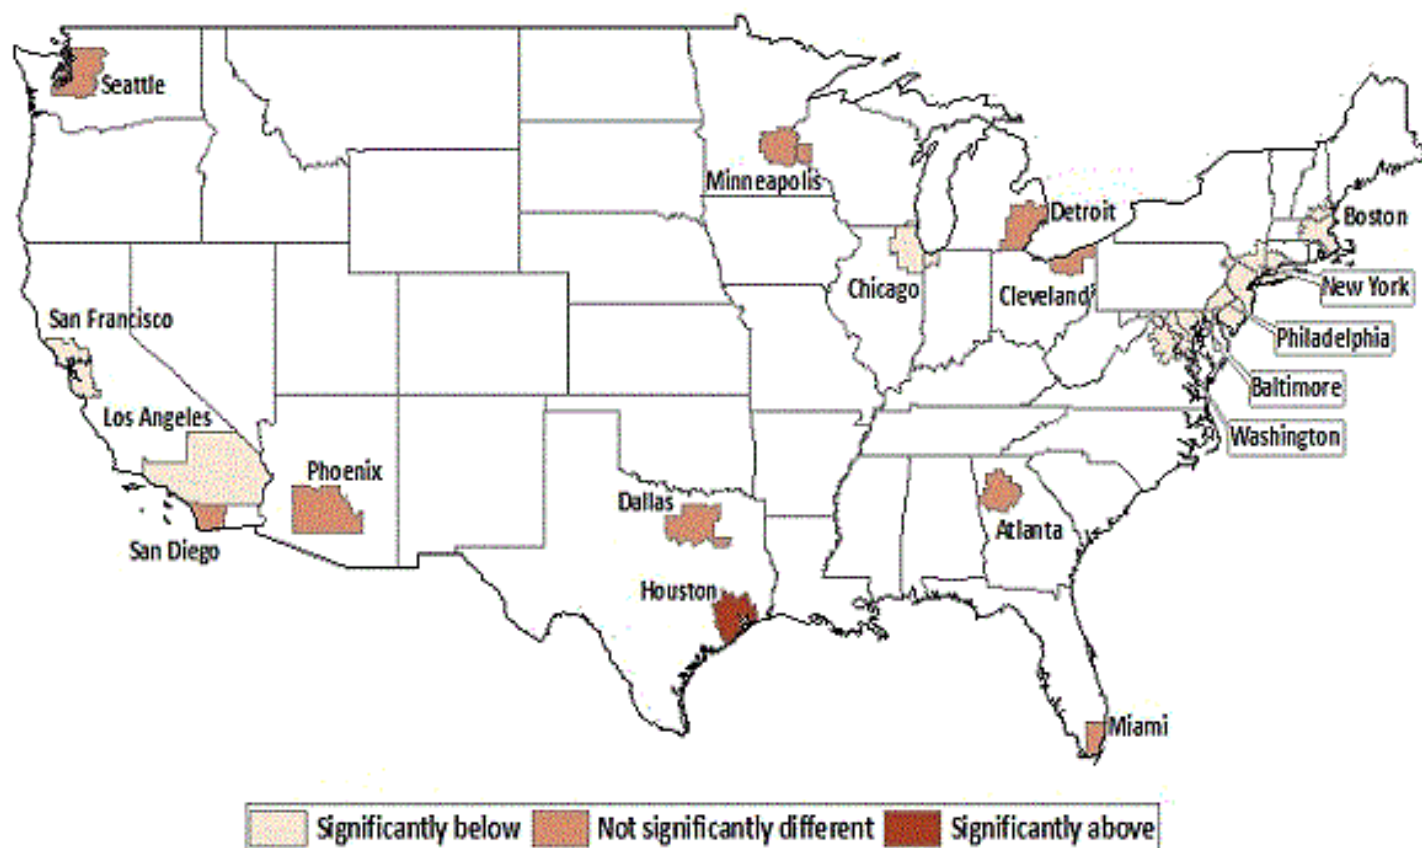 Seattle
Minneapolis
Detroit
Boston
Chicago
Cleveland
New York
San Francisco
Philadelphia
Baltimore
Los Angeles
Washington
Phoenix
Dallas
Atlanta
San Diego
Houston
Miami
Significantly below
Not significantly different
Significantly above